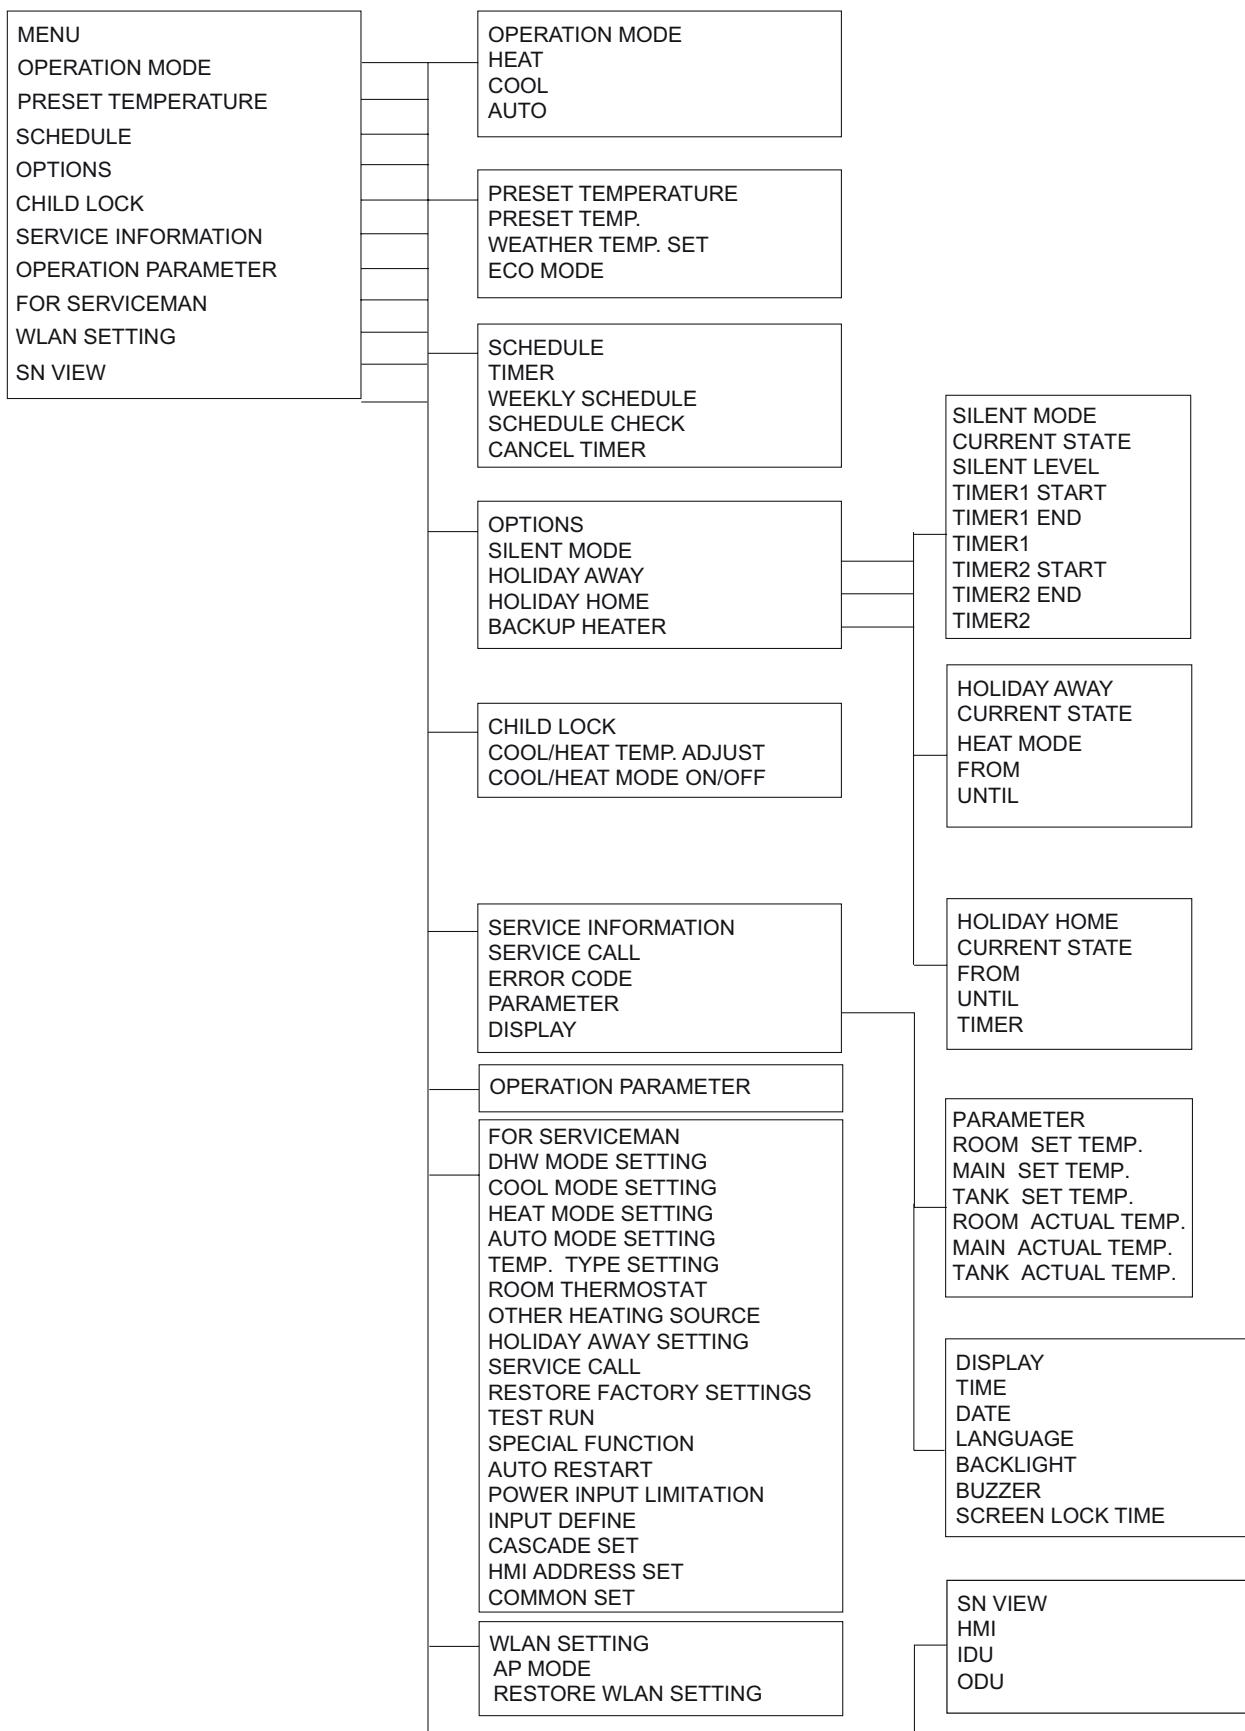 MENU
OPERATION MODE
PRESET TEMPERATURE
SCHEDULE
OPTIONS
CHILD LOCK
SERVICE INFORMATION
OPERATION PARAMETER
FOR SERVICEMAN
WLAN SETTING
SN VIEW
OPERATION MODE
HEAT
COOL
AUTO
PRESET TEMPERATURE
PRESET TEMP.
WEATHER TEMP. SET
ECO MODE
SCHEDULE
TIMER
WEEKLY SCHEDULE
SCHEDULE CHECK
CANCEL TIMER
OPTIONS
SILENT MODE
HOLIDAY AWAY
HOLIDAY HOME
BACKUP HEATER
CHILD LOCK
COOL/HEAT TEMP. ADJUST
COOL/HEAT MODE ON/OFF
SERVICE INFORMATION
SERVICE CALL
ERROR CODE
PARAMETER
DISPLAY
OPERATION PARAMETER
FOR SERVICEMAN
DHW MODE SETTING
COOL MODE SETTING
HEAT MODE SETTING
AUTO MODE SETTING
TEMP. TYPE SETTING
ROOM THERMOSTAT
OTHER HEATING SOURCE
HOLIDAY AWAY SETTING
SERVICE CALL
RESTORE FACTORY SETTINGS
TEST RUN
SPECIAL FUNCTION
AUTO RESTART
POWER INPUT LIMITATION
INPUT DEFINE
CASCADE SET
HMI ADDRESS SET
COMMON SET
WLAN SETTING
AP MODE
RESTORE WLAN SETTING
SILENT MODE
CURRENT STATE
SILENT LEVEL
TIMER1 START
TIMER1 END
TIMER1
TIMER2 START
TIMER2 END
TIMER2
HOLIDAY AWAY
CURRENT STATE
HEAT MODE
FROM
UNTIL
HOLIDAY HOME
CURRENT STATE
FROM
UNTIL
TIMER
PARAMETER
ROOM SET TEMP.
MAIN SET TEMP.
TANK SET TEMP.
ROOM ACTUAL TEMP.
MAIN ACTUAL TEMP.
TANK ACTUAL TEMP.
DISPLAY
TIME
DATE
LANGUAGE
BACKLIGHT
BUZZER
SCREEN LOCK TIME
SN VIEW
HMI
IDU
ODU